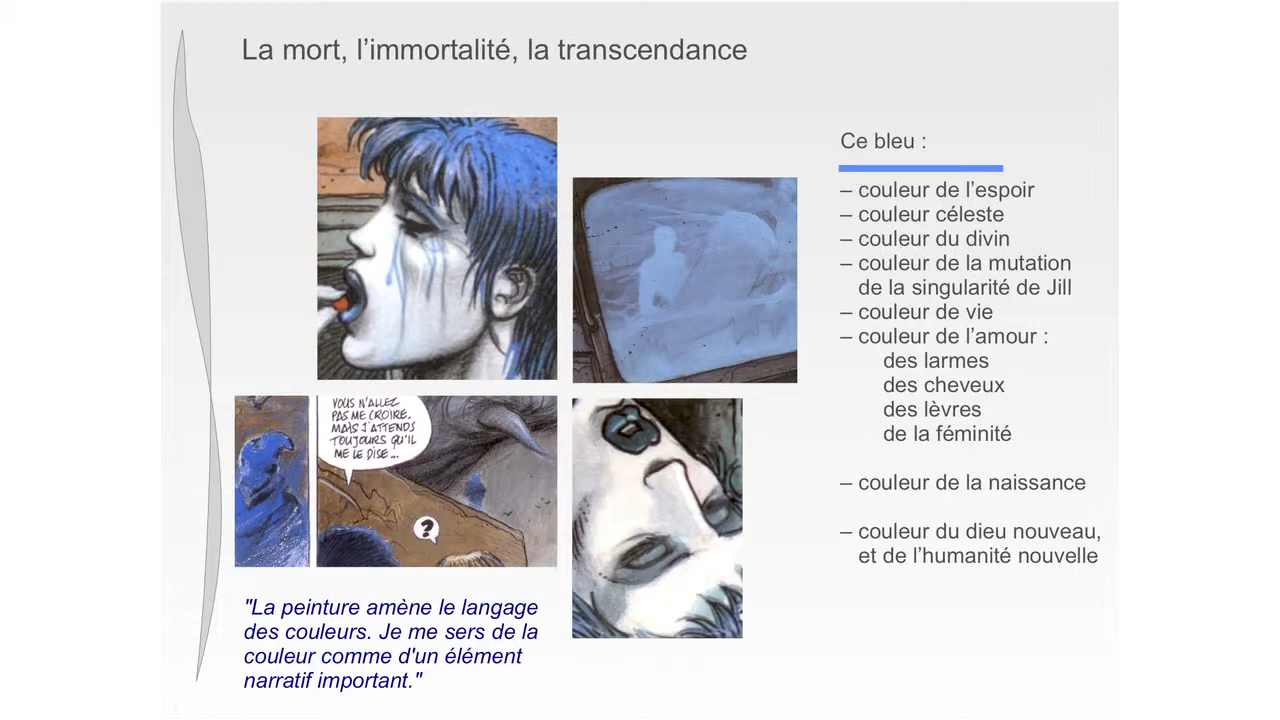 La mort, l’immortalité, la transcendance
Ce bleu :
– couleur de l’espoir
– couleur céleste
– couleur du divin
– couleur de la mutation
de la singularité de Jill
– couleur de vie
– couleur de l’amour :
des larmes
des cheveux
des lèvres
de la féminité
– couleur de la naissance
– couleur du dieu nouveau,
et de l’humanité nouvelle
VOUS N'ALLEZ
PAS ME CROIRE,
MAIS J'ATTENDS
TOUJOURS QU'IL
ME LE DISE...
?
"La peinture amène le langage
des couleurs. Je me sers de la
couleur comme d'un élément
narratif important."